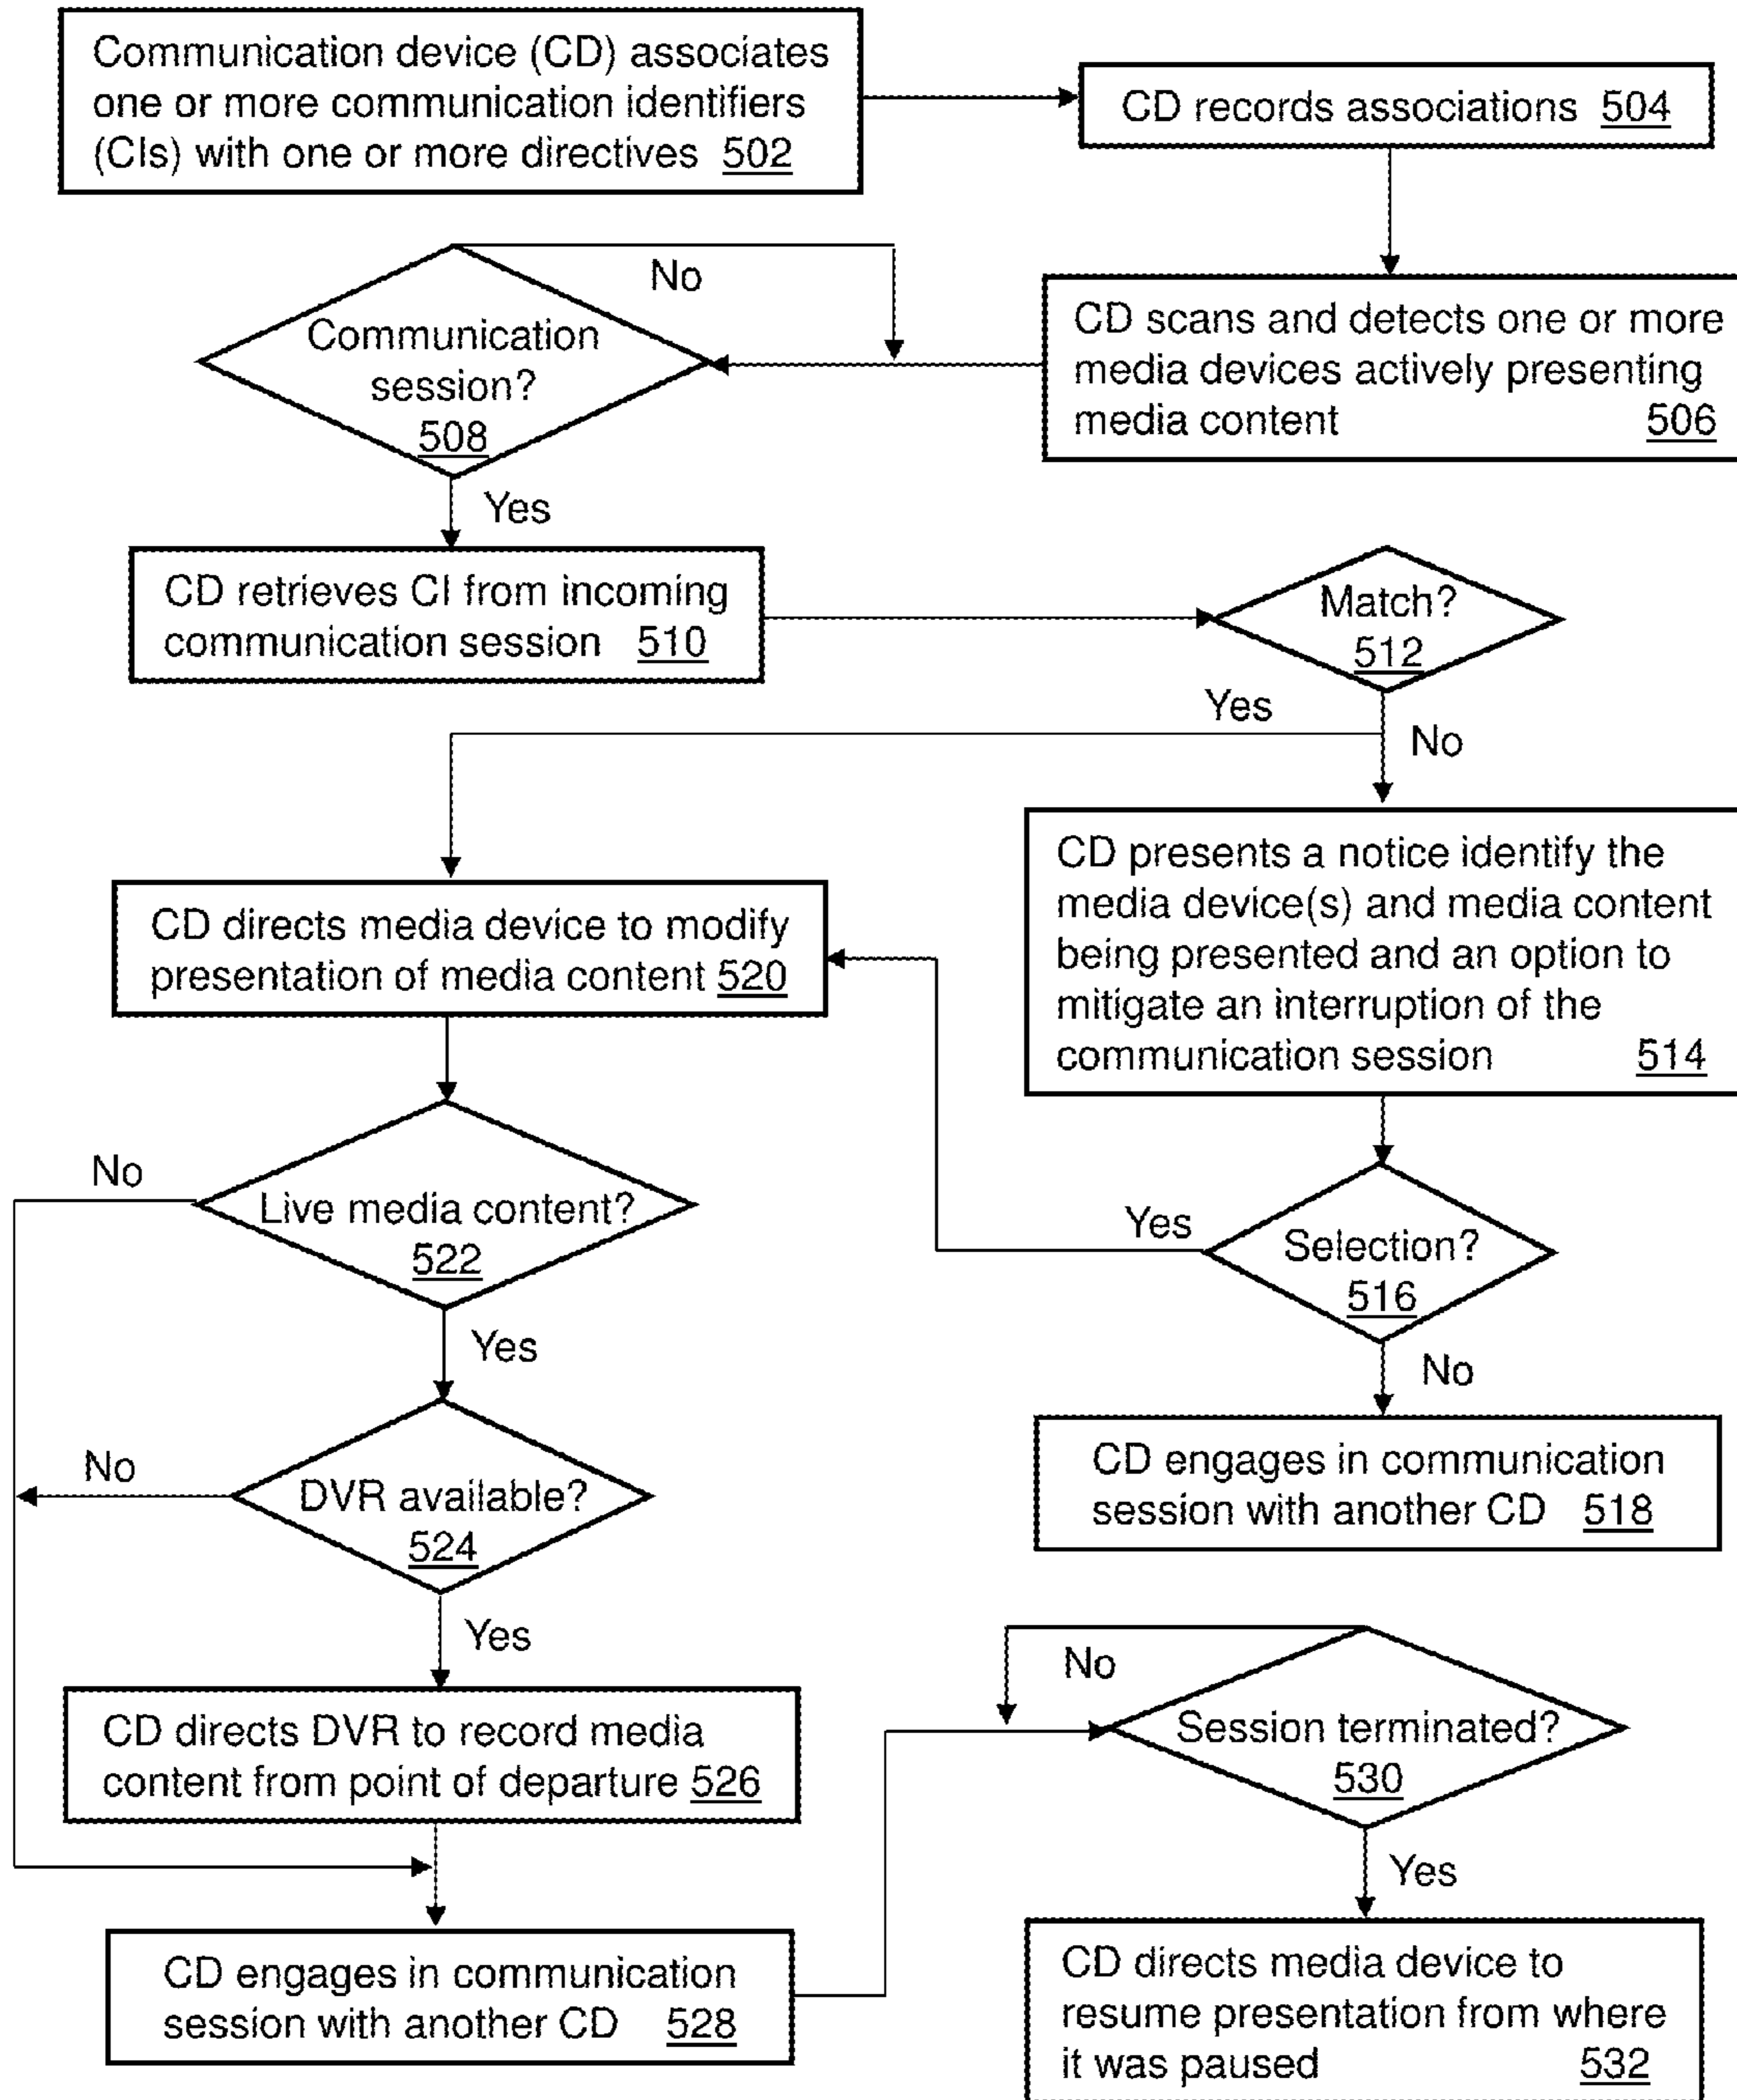 Communication device (CD) associates
one or more communication identifiers
(CIs) with one or more directives 502
CD records associations 504
CD scans and detects one or more
media devices actively presenting
media content 506
No
Communication
session?
508
Yes
CD retrieves CI from incoming
communication session 510
Match?
512
Yes
No
CD presents a notice identify the
media device(s) and media content
being presented and an option to
mitigate an interruption of the
communication session 514
CD directs media device to modify
presentation of media content 520
Selection?
516
Yes
No
CD engages in communication
session with another CD 518
Live media content?
522
No
Yes
DVR available?
524
No
Yes
CD directs DVR to record media
content from point of departure 526
CD engages in communication
session with another CD 528
No
Session terminated?
530
Yes
CD directs media device to
resume presentation from where
it was paused 532